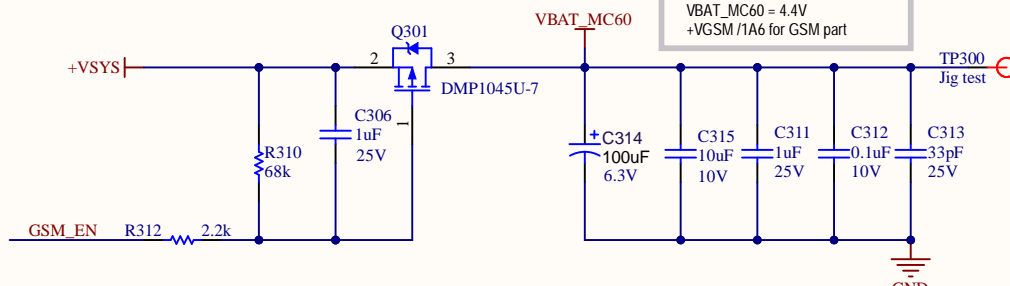 VBAT_MC60 = 4.4V
+VGSM /1A6 for GSM part
VBAT_MC60
Q301
+VSYS
2
3
TP300
Jig test
DMP1045U-7
1
C306
1uF
25V
R310
68k
C314
100uF
6.3V
C315
10uF
10V
C311
1uF
25V
C312
0.1uF
10V
C313
33pF
25V
GSM_EN
R312
2.2k
GND